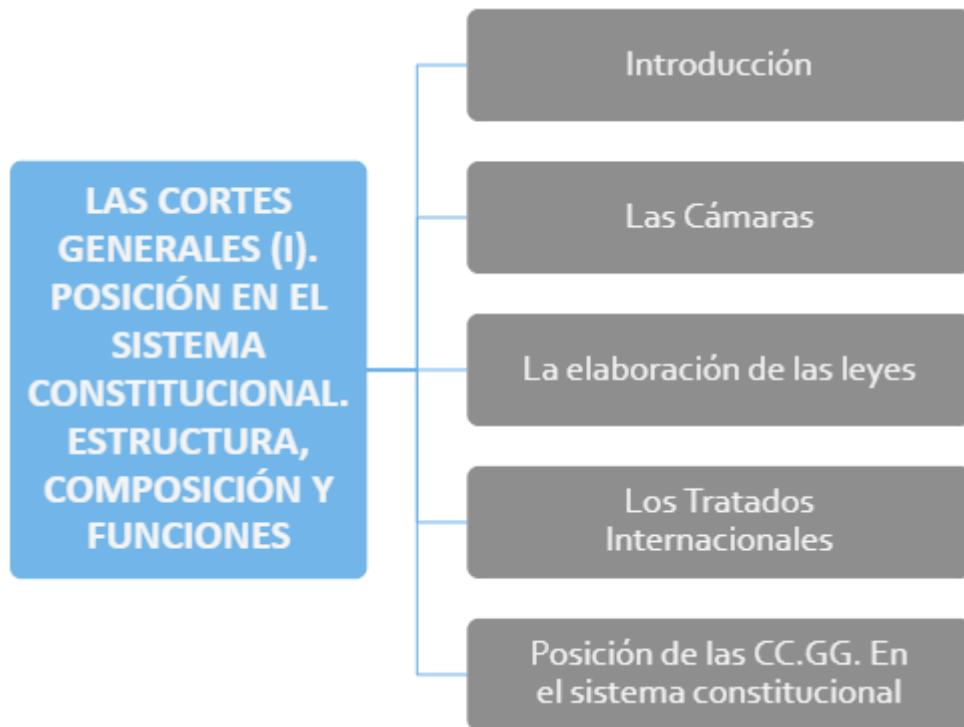 LAS CORTES
GENERALES (I).
POSICIÓN EN EL
SISTEMA
CONSTITUCIONAL.
ESTRUCTURA,
COMPOSICIÓN Y
FUNCIONES
Introducción
Las Cámaras
La elaboración de las leyes
Los Tratados
Internacionales
Posición de las CC.GG. En
el sistema constitucional